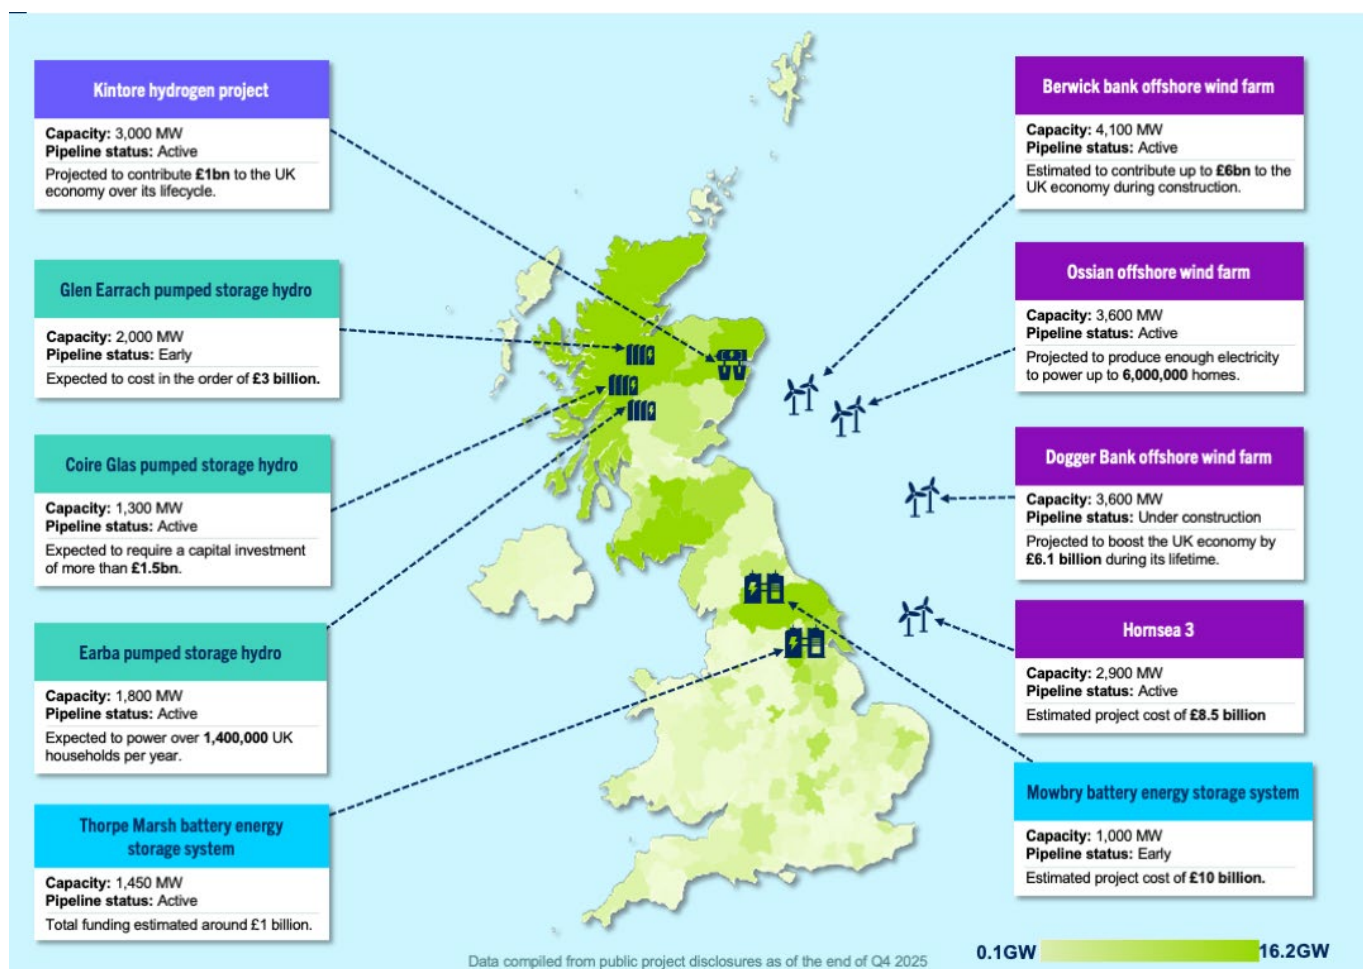 Kintore hydrogen project
Capacity: 3,000 MW
Pipeline status: Active
Projected to contribute £1bn to the UK
economy over its lifecycle.
Glen Earrach pumped storage hydro
Capacity: 2,000 MW
Pipeline status: Early
Expected to cost in the order of £3 billion.
Coire Glas pumped storage hydro
Capacity: 1,300 MW
Pipeline status: Active
Expected to require a capital investment
of more than £1.5bn.
Earba pumped storage hydro
Capacity: 1,800 MW
Pipeline status: Active
Expected to power over 1,400,000 UK
households per year.
Thorpe Marsh battery energy
storage system
Capacity: 1,450 MW
Pipeline status: Active
Total funding estimated around £1 billion.
Berwick bank offshore wind farm
Capacity: 4,100 MW
Pipeline status: Active
Estimated to contribute up to £6bn to the
UK economy during construction.
Ossian offshore wind farm
Capacity: 3,600 MW
Pipeline status: Active
Projected to produce enough electricity
to power up to 6,000,000 homes.
Dogger Bank offshore wind farm
Capacity: 3,600 MW
Pipeline status: Under construction
Projected to boost the UK economy by
£6.1 billion during its lifetime.
Hornsea 3
Capacity: 2,900 MW
Pipeline status: Active
Estimated project cost of £8.5 billion
Mowbry battery energy storage system
Capacity: 1,000 MW
Pipeline status: Early
Estimated project cost of £10 billion.
0.1GW
16.2GW
Data compiled from public project disclosures as of the end of Q4 2025